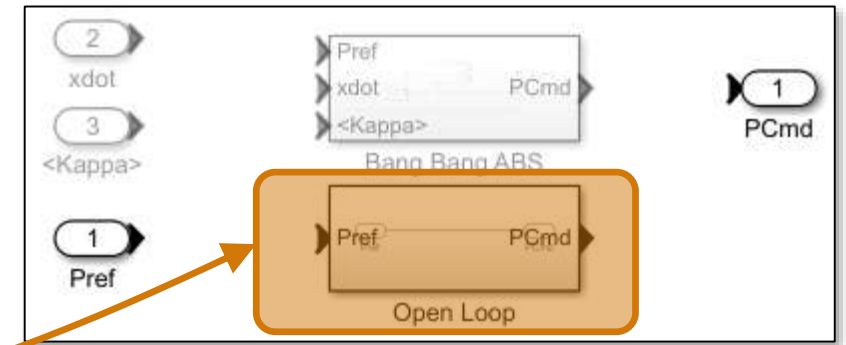 2
xdot
3
<Kappa>
1
Pref
Pref
xdot
<Kappa>
PCmd
Bang Bang ABS
Pref
PCmd
Open Loop
1
PCmd